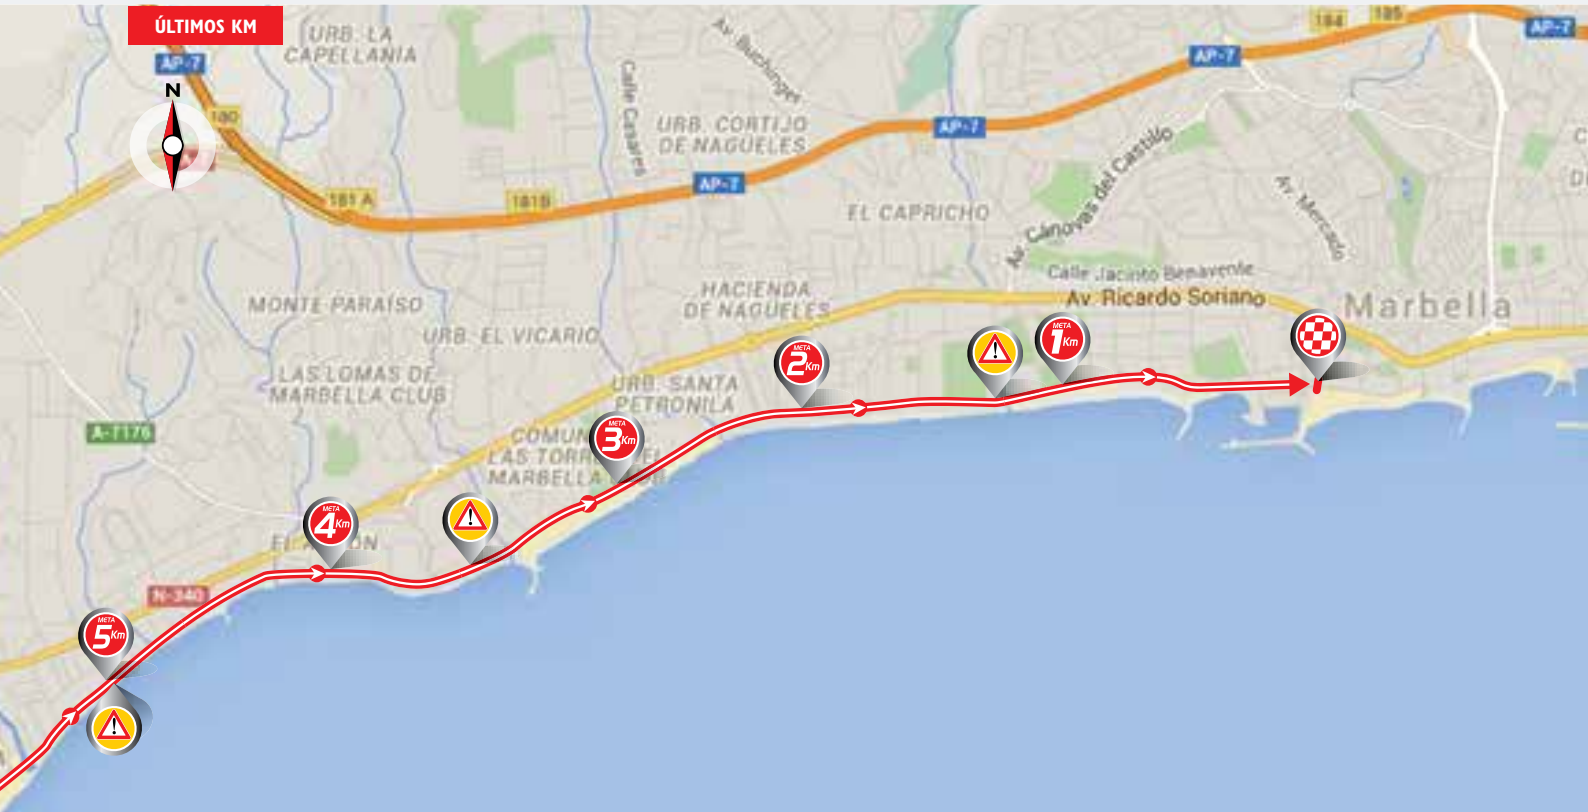 ÚLTIMOS KM
URB. LA
CAPELLANÍA
AP-7
N
180
181 A
181B
Calle Casares
Av. Buchinger
URB. CORTIJO
DE NAGÜELES
AP-7
AP-7
AP-7
184
185
AP-7
EL CAPRICHO
Av. Cánovas del Castillo
Av. Mercado
Calle Jacinto Benavente
Av. Ricardo Soriano
Marbella
MONTE PARAÍSO
URB. EL VICARIO
HACIENDA
DE NAGÜELES
LAS LOMAS DE
MARBELLA CLUB
URB. SANTA
PETRONILA
A-7176
META
1Km
META
2Km
META
3Km
META
4Km
META
5Km
MARBELLA
N-340